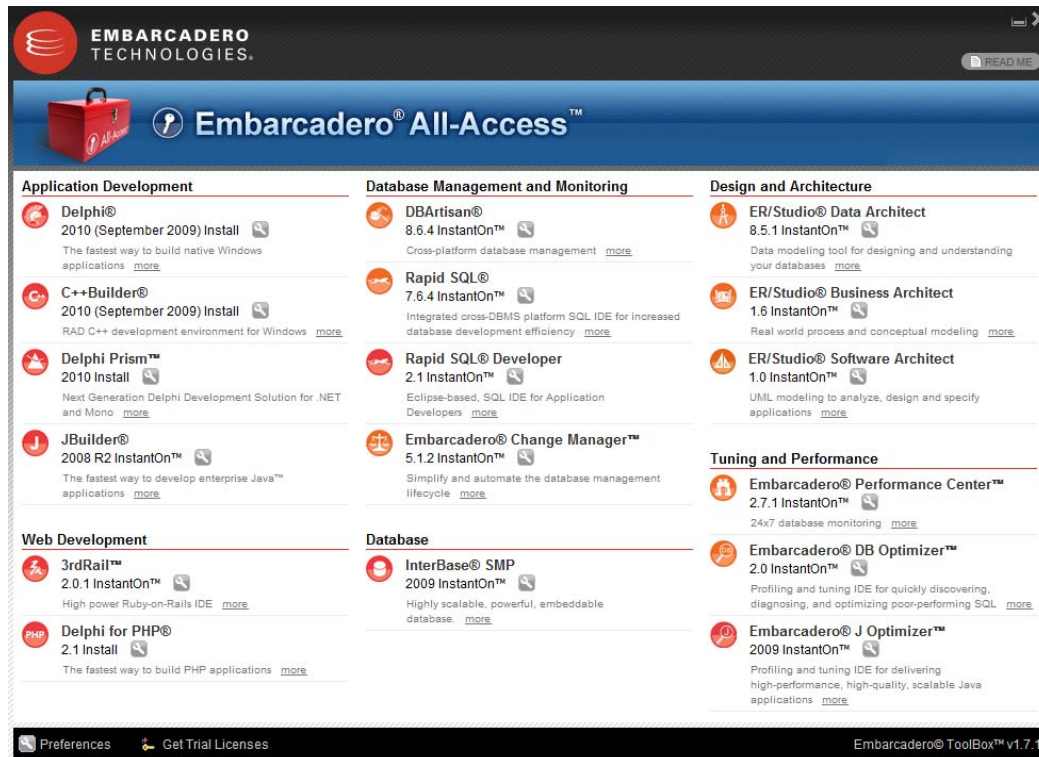 EMBARCADERO
TECHNOLOGIES®
READ ME
All-Access
Embarcadero® All-Access™
Application Development
Delphi®
2010 (September 2009) Install
The fastest way to build native Windows
applications more
C++ C++Builder®
2010 (September 2009) Install
RAD C++ development environment for Windows more
Delphi Prism™
2010 Install
Next Generation Delphi Development Solution for .NET
and Mono more
J JBuilder®
2008 R2 InstantOn™
The fastest way to develop enterprise Java™
applications more
Web Development
3rdRail™
2.0.1 InstantOn™
High power Ruby-on-Rails IDE more
PHP Delphi for PHP®
2.1 Install
The fastest way to build PHP applications more
Database Management and Monitoring
DBArtisan®
8.6.4 InstantOn™
Cross-platform database management more
Rapid SQL®
7.6.4 InstantOn™
Integrated cross-DBMS platform SQL IDE for increased
database development efficiency more
Rapid SQL® Developer
2.1 InstantOn™
Eclipse-based, SQL IDE for Application
Developers more
Embarcadero® Change Manager™
5.1.2 InstantOn™
Simplify and automate the database management
lifecycle more
Database
InterBase® SMP
2009 InstantOn™
Highly scalable, powerful, embeddable
database. more
Design and Architecture
ER/Studio® Data Architect
8.5.1 InstantOn™
Data modeling tool for designing and understanding
your databases more
ER/Studio® Business Architect
1.6 InstantOn™
Real world process and conceptual modeling more
ER/Studio® Software Architect
1.0 InstantOn™
UML modeling to analyze, design and specify
applications more
Tuning and Performance
Embarcadero® Performance Center™
2.7.1 InstantOn™
24x7 database monitoring more
DB Embarcadero® DB Optimizer™
2.0 InstantOn™
Profiling and tuning IDE for quickly discovering,
diagnosing, and optimizing poor-performing SQL more
J Embarcadero® J Optimizer™
2009 InstantOn™
Profiling and tuning IDE for delivering
high-performance, high-quality, scalable Java
applications more
Preferences
Get Trial Licenses
Embarcadero© ToolBox™ v1.7.1